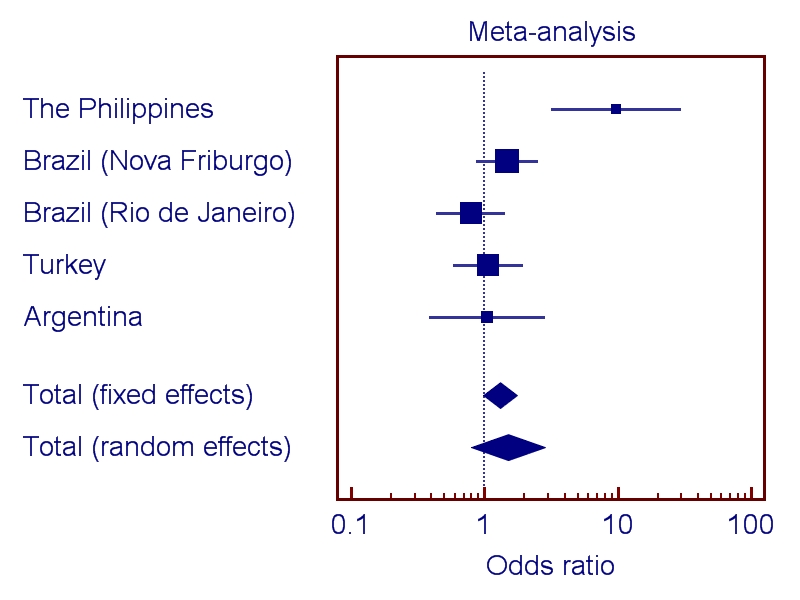 Meta-analysis
The Philippines
Brazil (Nova Friburgo)
Brazil (Rio de Janeiro)
Turkey
Argentina
Total (fixed effects)
Total (random effects)
0.1 1 10 100
Odds ratio